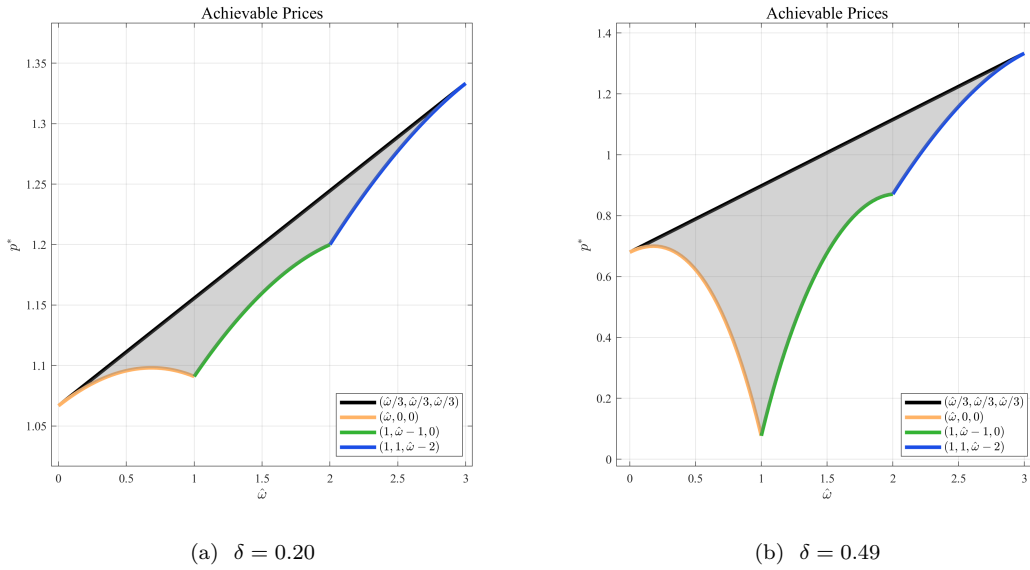 Achievable Prices
1.35
1.3
1.25
1.2
1.15
1.1
1.05
p*
0
0.5
1
1.5
2
2.5
3
ω̂
(ω̂/3, ω̂/3, ω̂/3)
(ω̂, 0, 0)
(1, ω̂ − 1, 0)
(1, 1, ω̂ − 2)
(a) δ = 0.20
Achievable Prices
1.4
1.2
1
0.8
0.6
0.4
0.2
0
p*
0
0.5
1
1.5
2
2.5
3
ω̂
(ω̂/3, ω̂/3, ω̂/3)
(ω̂, 0, 0)
(1, ω̂ − 1, 0)
(1, 1, ω̂ − 2)
(b) δ = 0.49